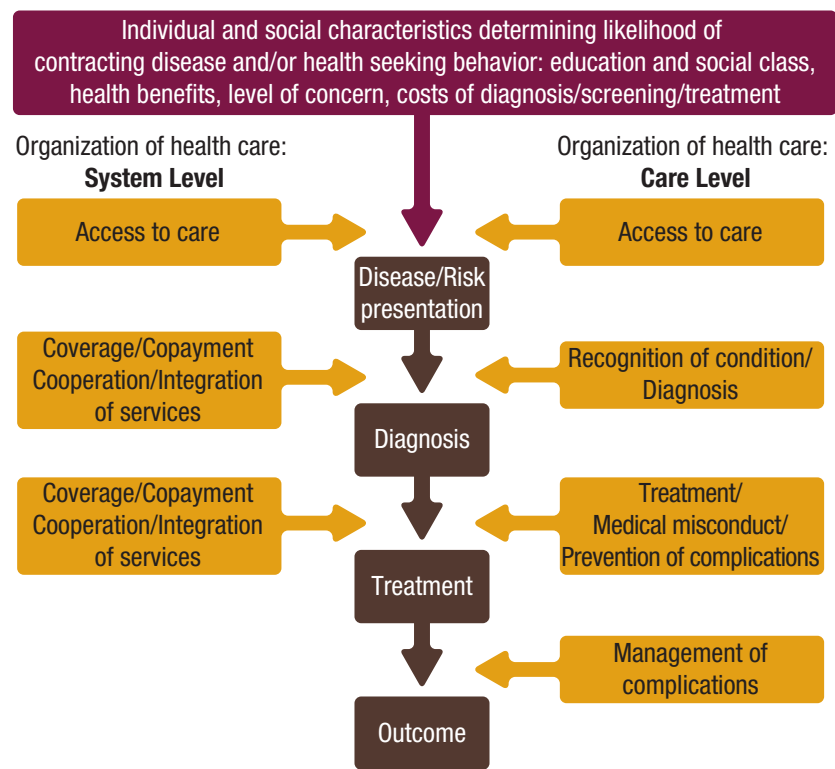 Individual and social characteristics determining likelihood of
contracting disease and/or health seeking behavior: education and social class,
health benefits, level of concern, costs of diagnosis/screening/treatment
Organization of health care:
System Level
Organization of health care:
Care Level
Access to care
Access to care
Disease/Risk
presentation
Coverage/Copayment
Cooperation/Integration
of services
Recognition of condition/
Diagnosis
Diagnosis
Coverage/Copayment
Cooperation/Integration
of services
Treatment/
Medical misconduct/
Prevention of complications
Treatment
Management of
complications
Outcome